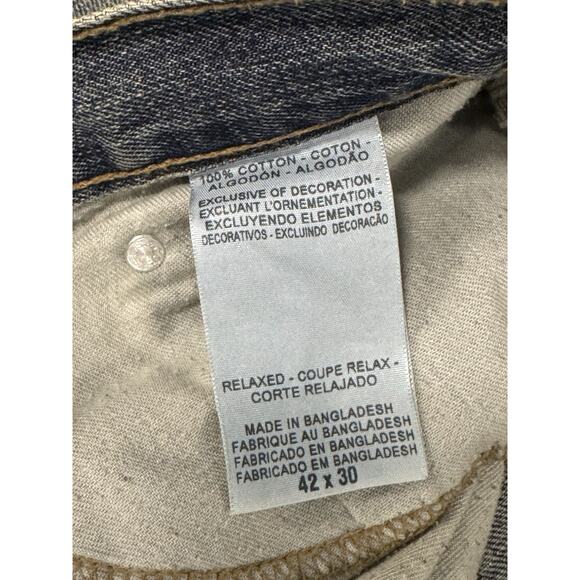 100% COTTON - COTON -
ALGODÓN - ALGODÃO
EXCLUSIVE OF DECORATION -
EXCLUANT L'ORNEMENTATION -
EXCLUYENDO ELEMENTOS
DECORATIVOS - EXCLUINDO DECORAÇÃO
RELAXED - COUPE RELAX -
CORTE RELAJADO
MADE IN BANGLADESH
FABRIQUE AU BANGLADESH
FABRICADO EN BANGLADESH
FABRICADO EM BANGLADESH
42 x 30